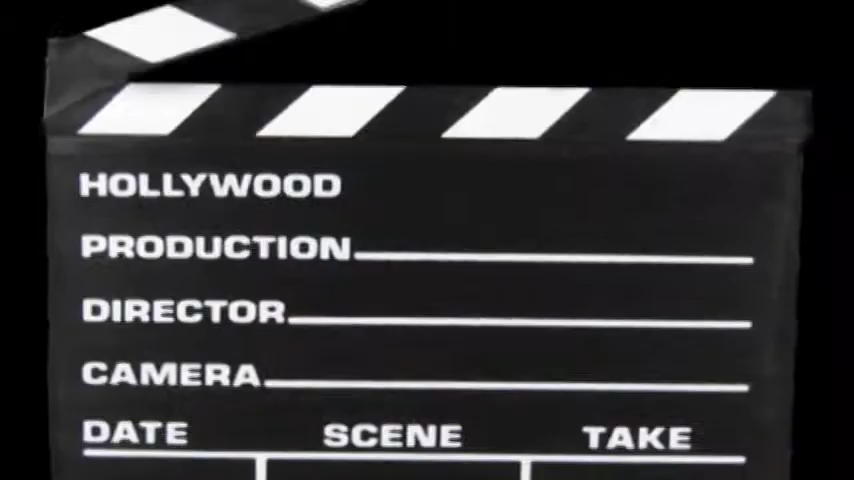 HOLLYWOOD
PRODUCTION
DIRECTOR
CAMERA
DATE SCENE TAKE